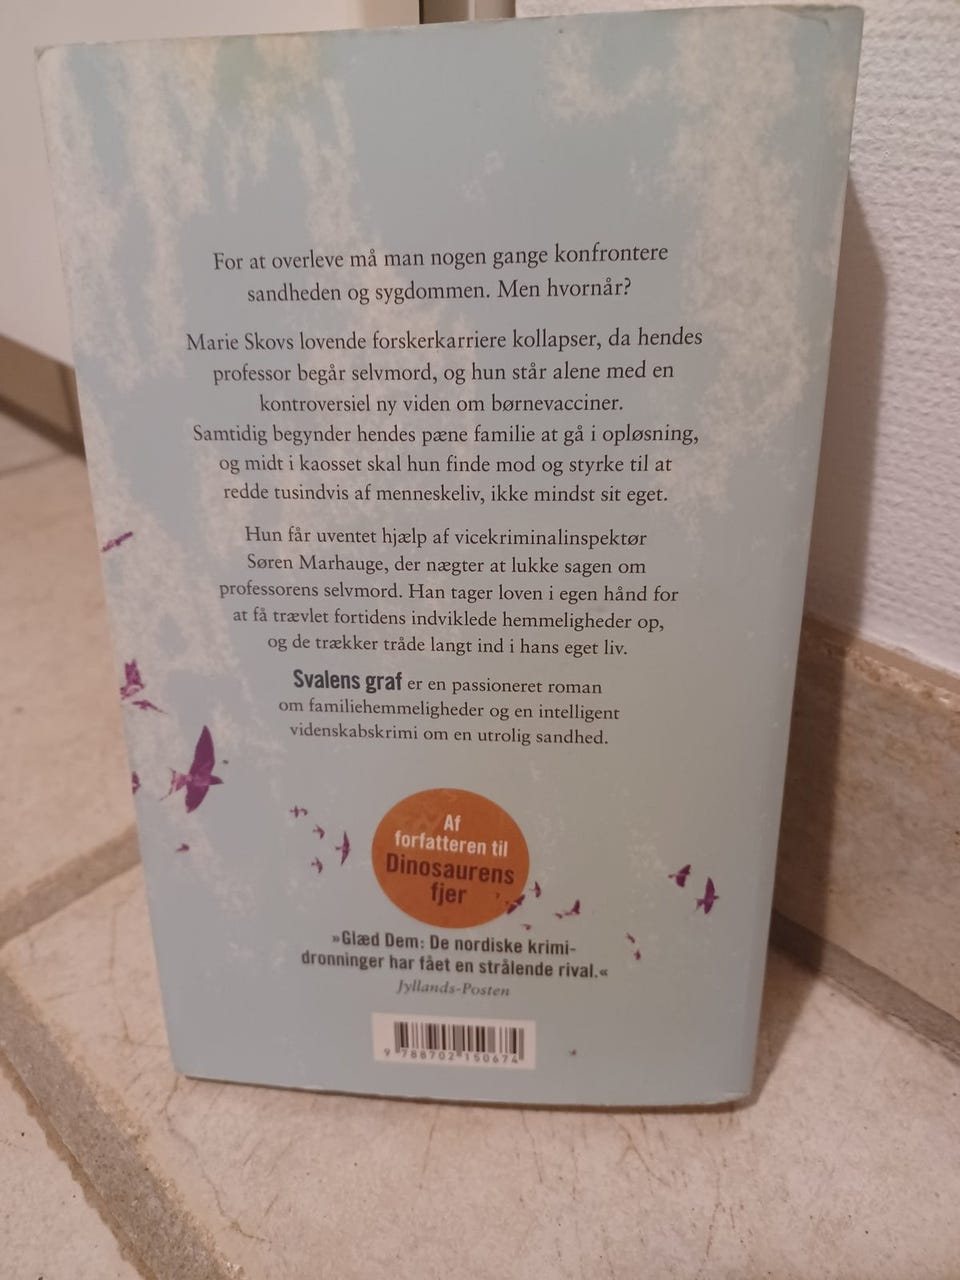 For at overleve må man nogen gange konfrontere
sandheden og sygdommen. Men hvornår?
Marie Skovs lovende forskerkarriere kollapser, da hendes
professor begår selvmord, og hun står alene med en
kontroversiel ny viden om børnevacciner.
Samtidig begynder hendes pæne familie at gå i opløsning,
og midt i kaosset skal hun finde mod og styrke til at
redde tusindvis af menneskeliv, ikke mindst sit eget.
Hun får uventet hjælp af vicekriminalinspektør
Søren Marhauge, der nægter at lukke sagen om
professorens selvmord. Han tager loven i egen hånd for
at få trævlet fortidens indviklede hemmeligheder op,
og de trækker tråde langt ind i hans eget liv.
Svalens graf er en passioneret roman
om familiehemmeligheder og en intelligent
videnskabskrimi om en utrolig sandhed.
Af
forfatteren til
Dinosaurens
fjer
»Glæd Dem: De nordiske krimi-
dronninger har fået en strålende rival.«
Jyllands-Posten
9 788702 150674